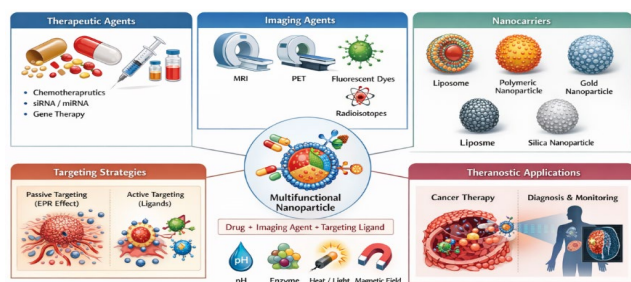 Therapeutic Agents
• Chemotheraprutics
• siRNA / miRNA
• Gene Therapy
Imaging Agents
MRI
PET
Fluorescent Dyes
Radioisotopes
Nanocarriers
Liposome
Polymeric
Nanoparticle
Gold
Nanoparticle
Liposme
Silica Nanoparticle
Targeting Strategies
Passive Targeting
(EPR Effect)
Active Targeting
(Ligands)
Multifunctional
Nanoparticle
Drug + Imaging Agent + Targeting Ligand
pH
pH
Enzyme
Heat / Light
Magnetic Field
Theranostic Applications
Cancer Therapy
Diagnosis & Monitoring